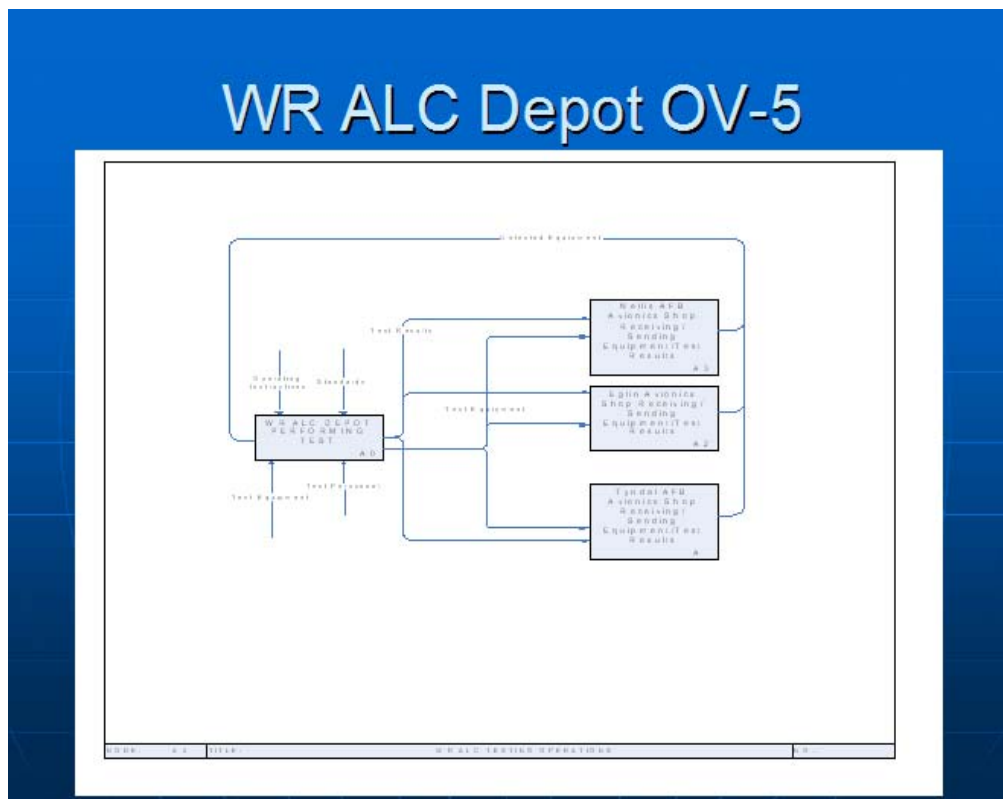 WR ALC Depot OV-5
Test Results
Operating
Instructions
Standards
WR ALC DEPOT
PERFORMING
TEST
A0
Test Equipment
Test Personnel
Test Equipment
Nellis AFB
Avionics Shop
Receiving/
Sending
Equipment/Test
Results
A3
Eglin Avionics
Shop Receiving/
Sending
Equipment/Test
Results
A2
Tyndal AFB
Avionics Shop
Receiving/
Sending
Equipment/Test
Results
A
Equipment
NODE:
TITLE:
WR ALC TESTING OPERATIONS
NO.: